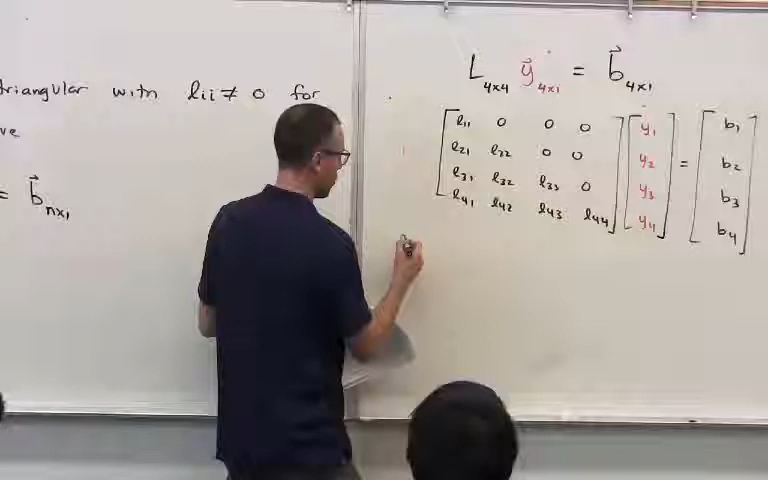 triangular with lii ≠ 0 for
ve
= b⃗ nx1
L 4x4 y⃗ 4x1 = b⃗ 4x1
[ l11 0 0 0 ] [ y1 ] [ b1 ]
[ l21 l22 0 0 ] [ y2 ] = [ b2 ]
[ l31 l32 l33 0 ] [ y3 ] [ b3 ]
[ l41 l42 l43 l44 ] [ y4 ] [ b4 ]